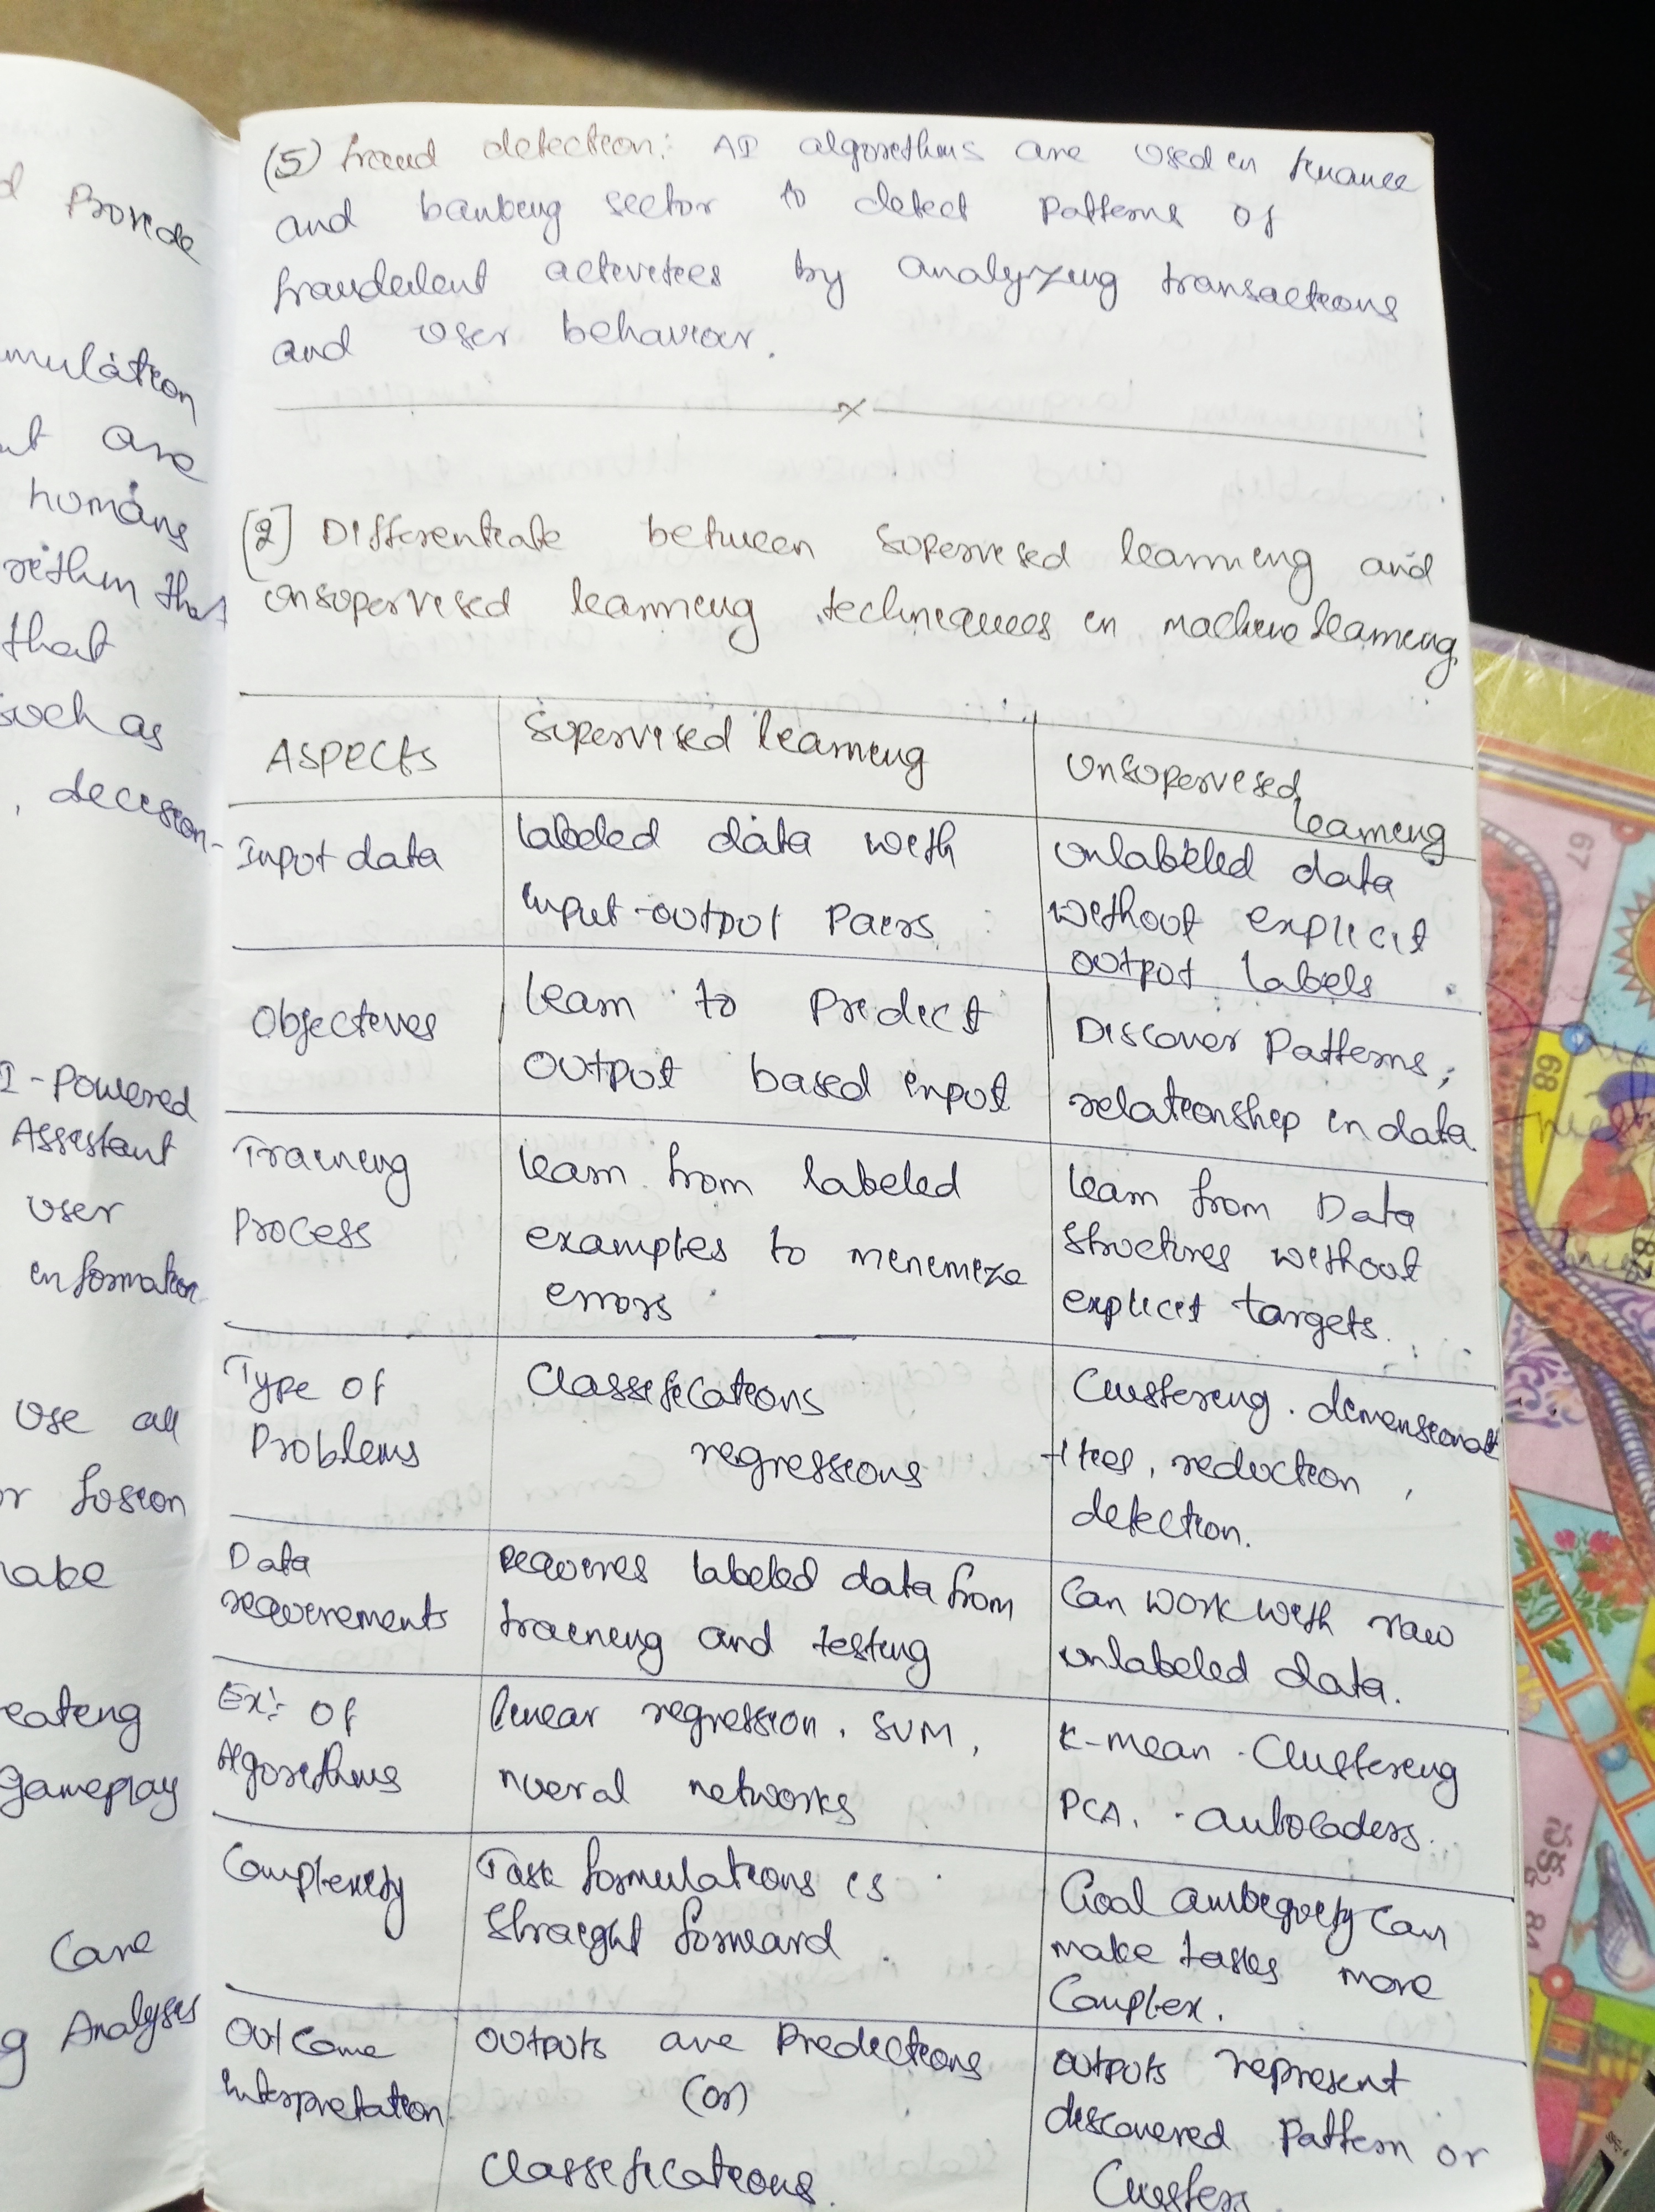 d Provide
mulation
are
humans
rithm that
that
such as
, decision-
I-Powered
Assistant
user
information
use all
or fusion
make
eating
gameplay
Care
g Analyses
(5) fraud detection: AI algorithms are used in finance
and banking sector to detect patterns of
fraudulent activities by analyzing transactions
and user behaviour.
x
[2] Differentiate between supervised learning and
unsupervised learning techniques in machine learning
ASPECTS
Supervised learning
Unsupervised
learning
Input data
labeled data with
input-output pairs.
unlabeled data
without explicit
output labels.
Objectives
learn to predict
output based input
Discover Patterns,
relationship in data
Training
process
learn from labeled
examples to minimize
errors
learn from Data
structures without
explicit targets.
Type of
Problems
Classifications
regressions
Clustering. dimensional
ities, reduction,
detection.
Data
requirements
requires labeled data from
training and testing
Can work with raw
unlabeled data.
Ex:- of
Algorithms
linear regression, SVM,
nueral networks
K-mean Clustering
PCA.
Complexity
Task formulations is
straight forward.
Goal ambiguity can
make tasks more
Complex.
Outcome
interpretation
outputs are Predictions
(or)
classifications.
outputs represent
discovered pattern or
Clusters
67
68
84